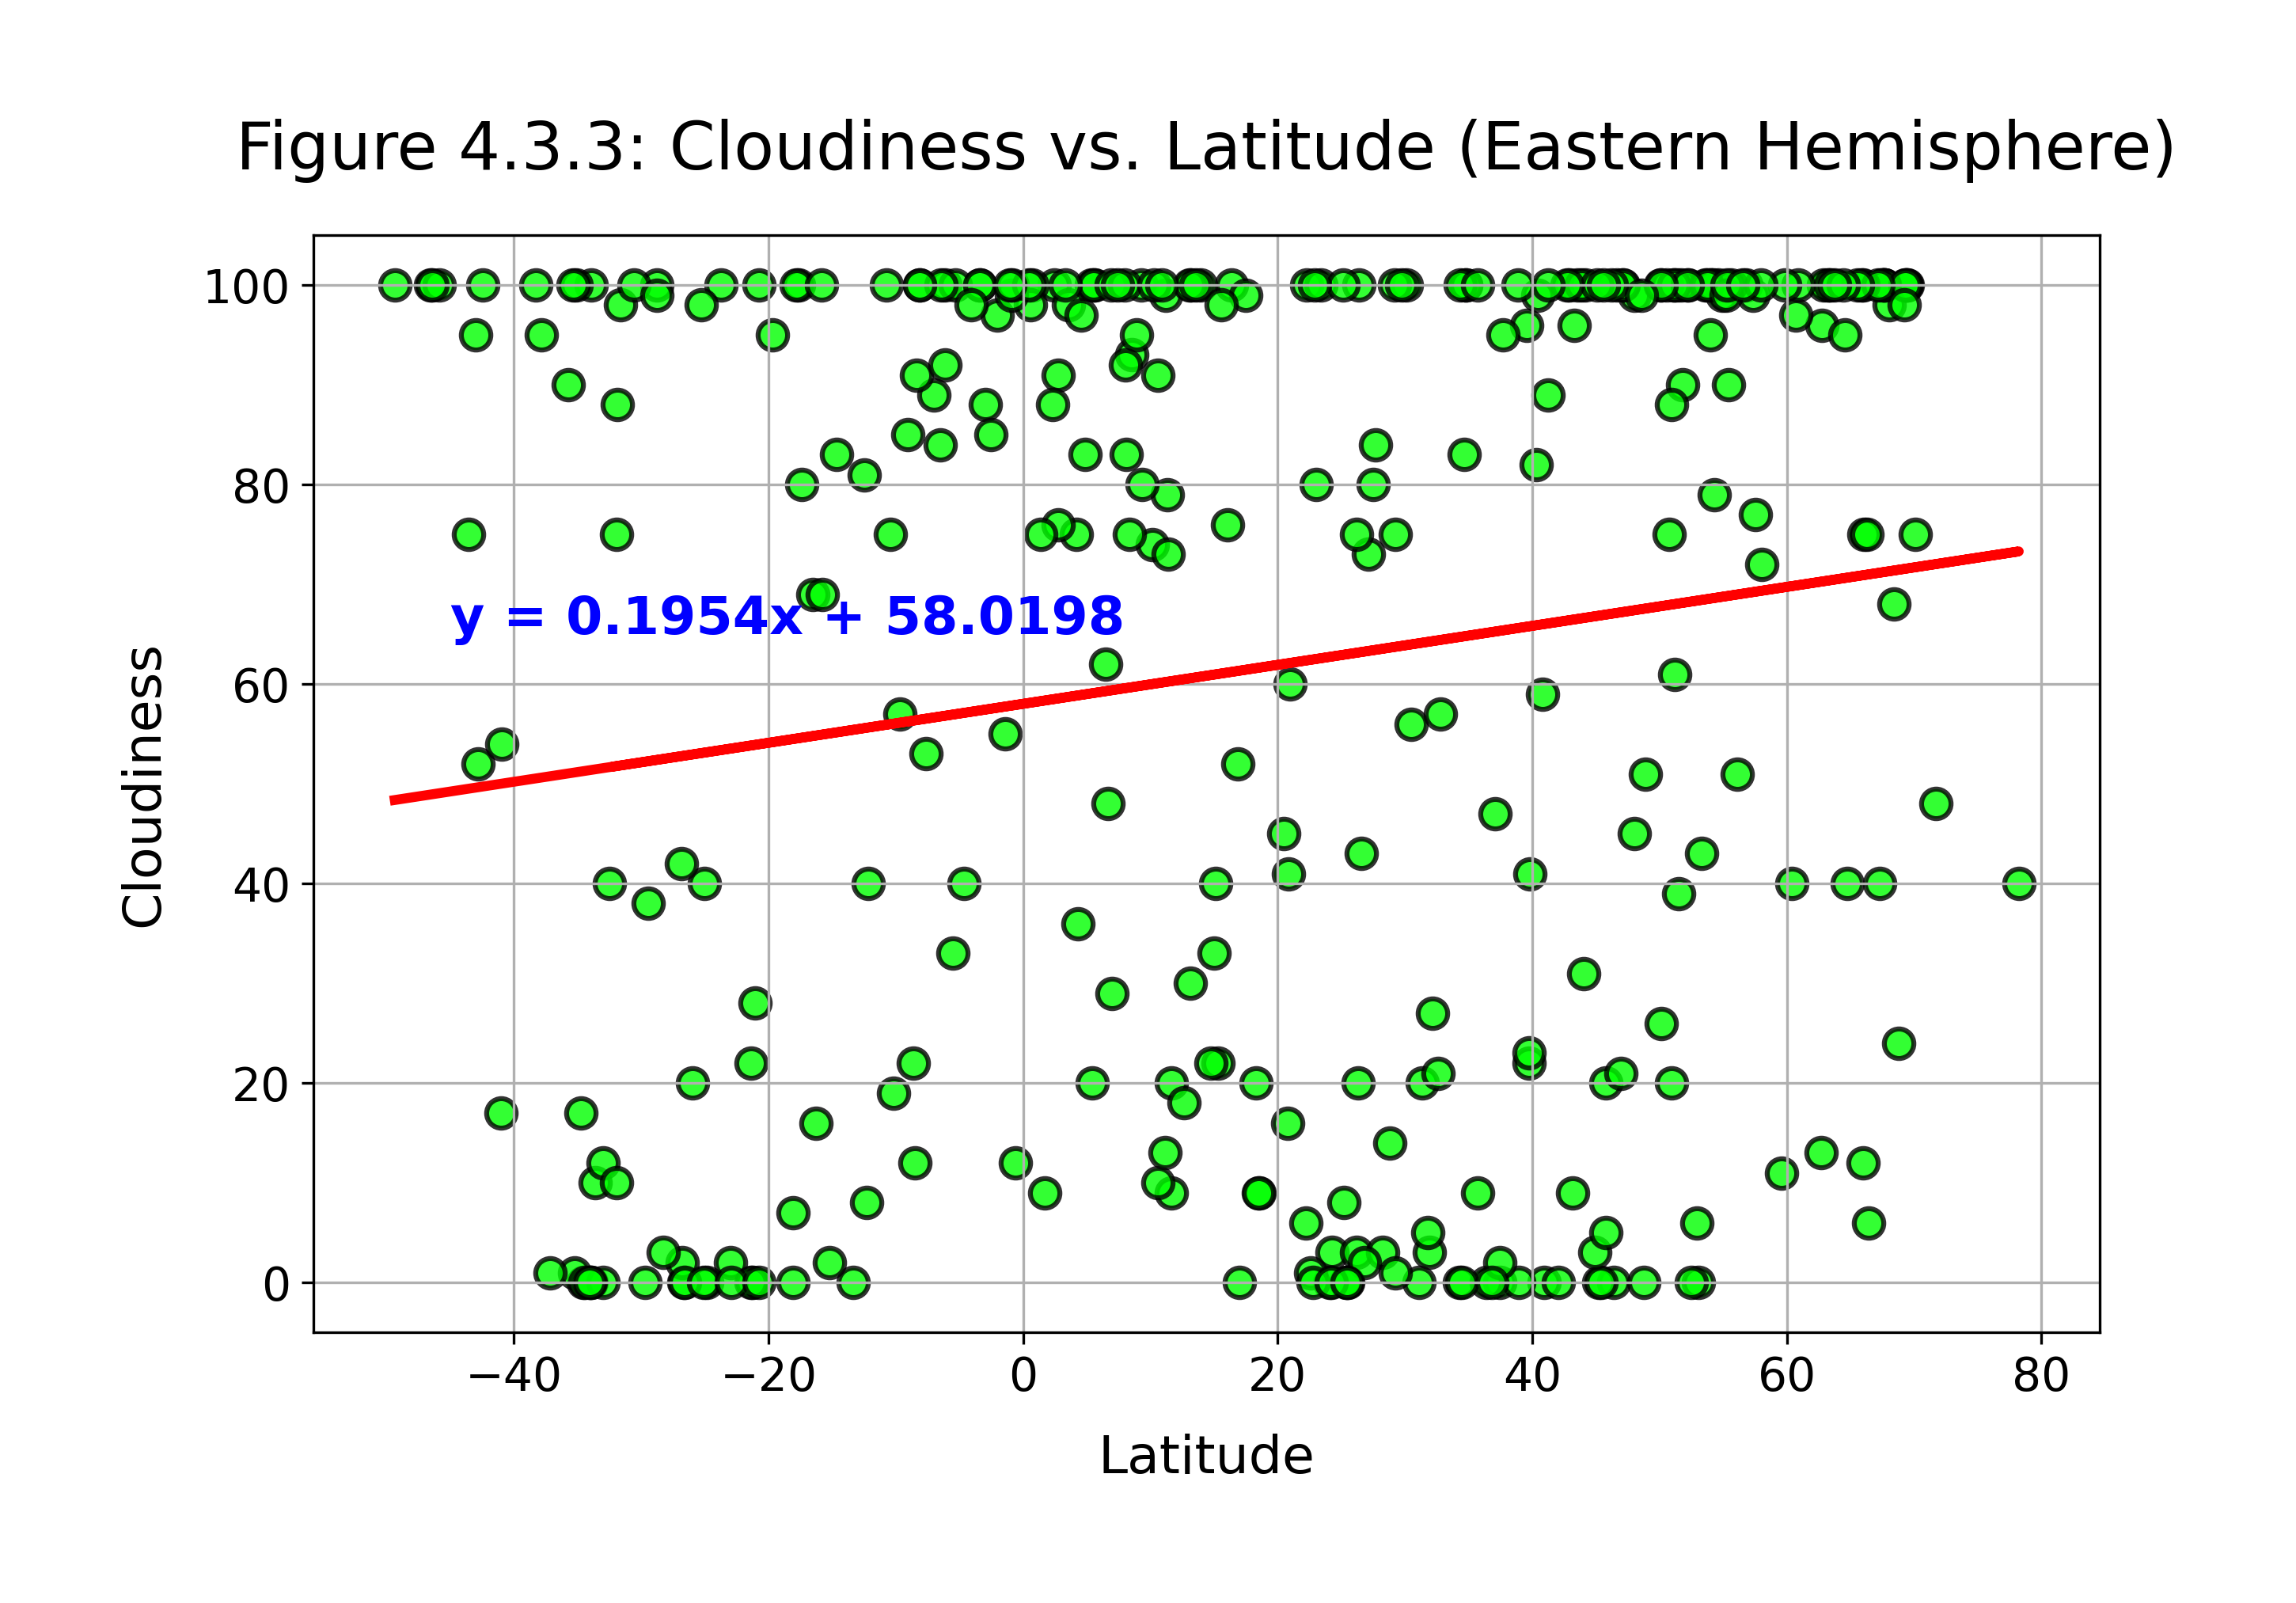 Figure 4.3.3: Cloudiness vs. Latitude (Eastern Hemisphere)
100
80
y = 0.1954x + 58.0198
60
Cloudiness
40
20
0
−40 −20 0 20 40 60 80
Latitude